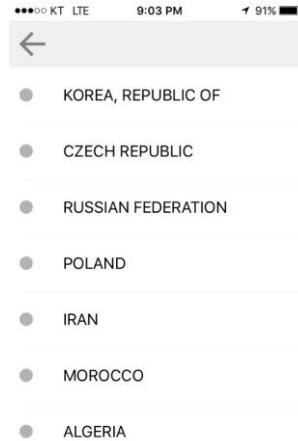 KT LTE 9:03 PM 91%
KOREA, REPUBLIC OF
CZECH REPUBLIC
RUSSIAN FEDERATION
POLAND
IRAN
MOROCCO
ALGERIA